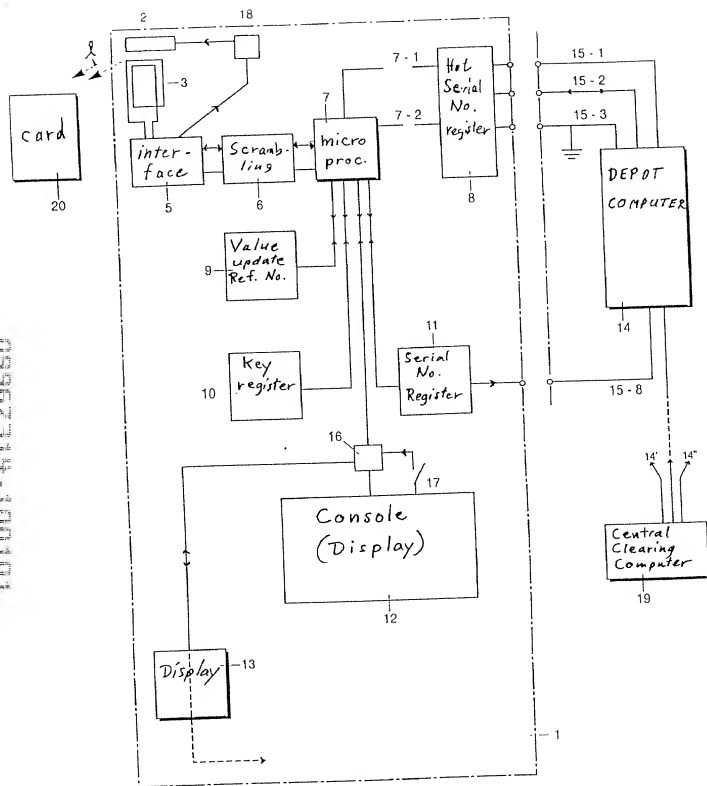 2
18
7 - 1
15 - 1
Hot
Serial
No.
register
15 - 2
3
7
7 - 2
15 - 3
card
inter-
face
Scramb-
ling
micro
proc.
DEPOT
COMPUTER
20
5
6
8
Value
update
Ref. No.
9
11
14
Key
register
10
Serial
No.
Register
15 - 8
16
17
14'
14"
Console
(Display)
Central
Clearing
Computer
12
19
Display
13
1